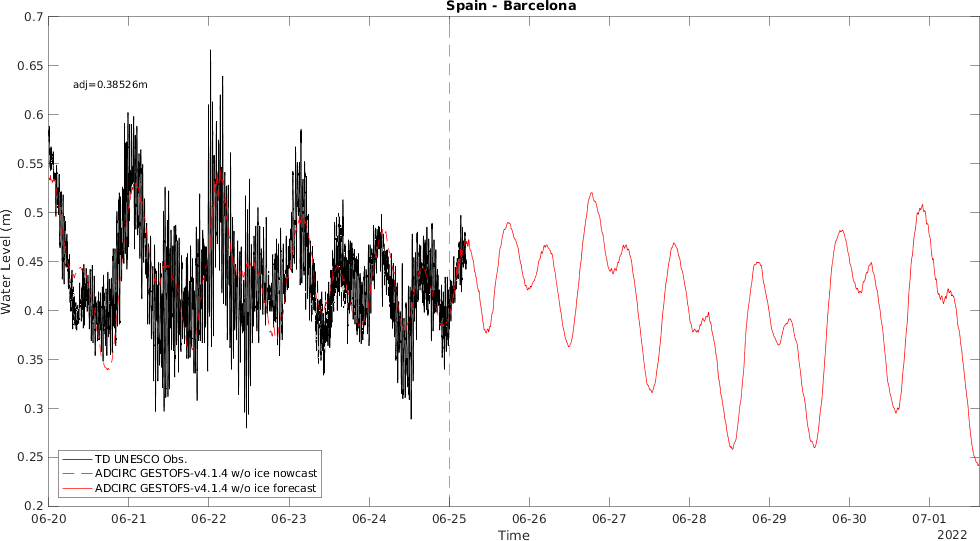 Spain - Barcelona
0.7
0.65
0.6
0.55
0.5
0.45
0.4
0.35
0.3
0.25
0.2
Water Level (m)
adj=0.38526m
TD UNESCO Obs.
ADCIRC GESTOFS-v4.1.4 w/o ice nowcast
ADCIRC GESTOFS-v4.1.4 w/o ice forecast
06-20 06-21 06-22 06-23 06-24 06-25 06-26 06-27 06-28 06-29 06-30 07-01
Time
2022